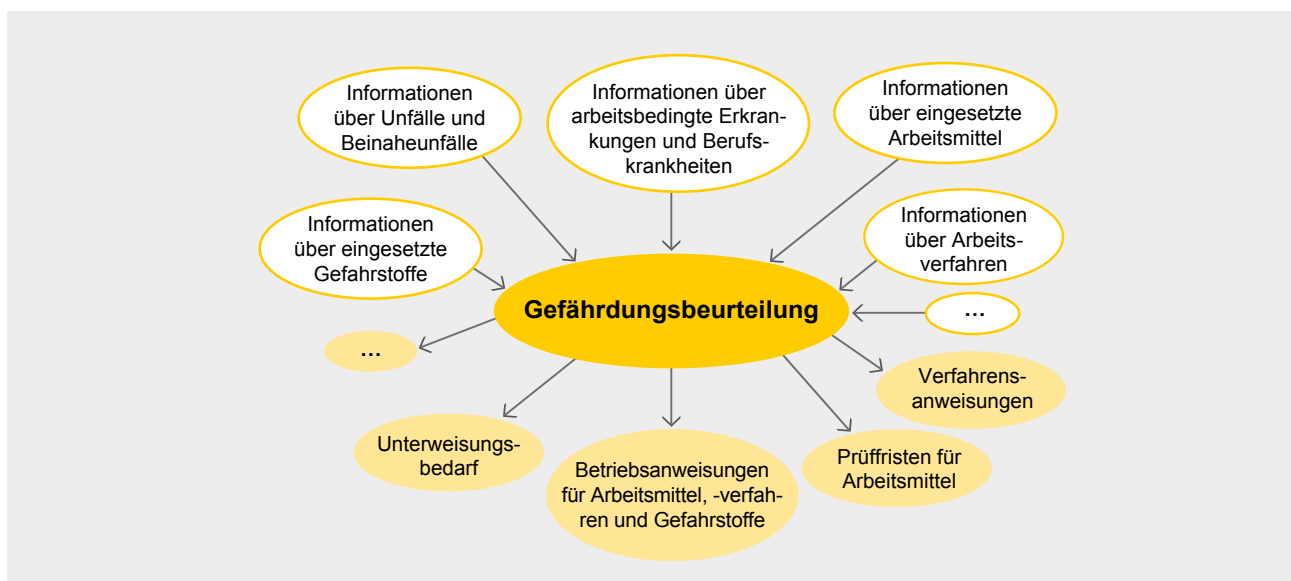 Informationen
über Unfälle und
Beinaheunfälle
Informationen über
arbeitsbedingte Erkran-
kungen und Berufs-
krankheiten
Informationen
über eingesetzte
Arbeitsmittel
Informationen
über eingesetzte
Gefahrstoffe
Informationen
über Arbeits-
verfahren
Gefährdungsbeurteilung
...
...
Verfahrens-
anweisungen
Unterweisungs-
bedarf
Betriebsanweisungen
für Arbeitsmittel, -verfah-
ren und Gefahrstoffe
Prüffristen für
Arbeitsmittel